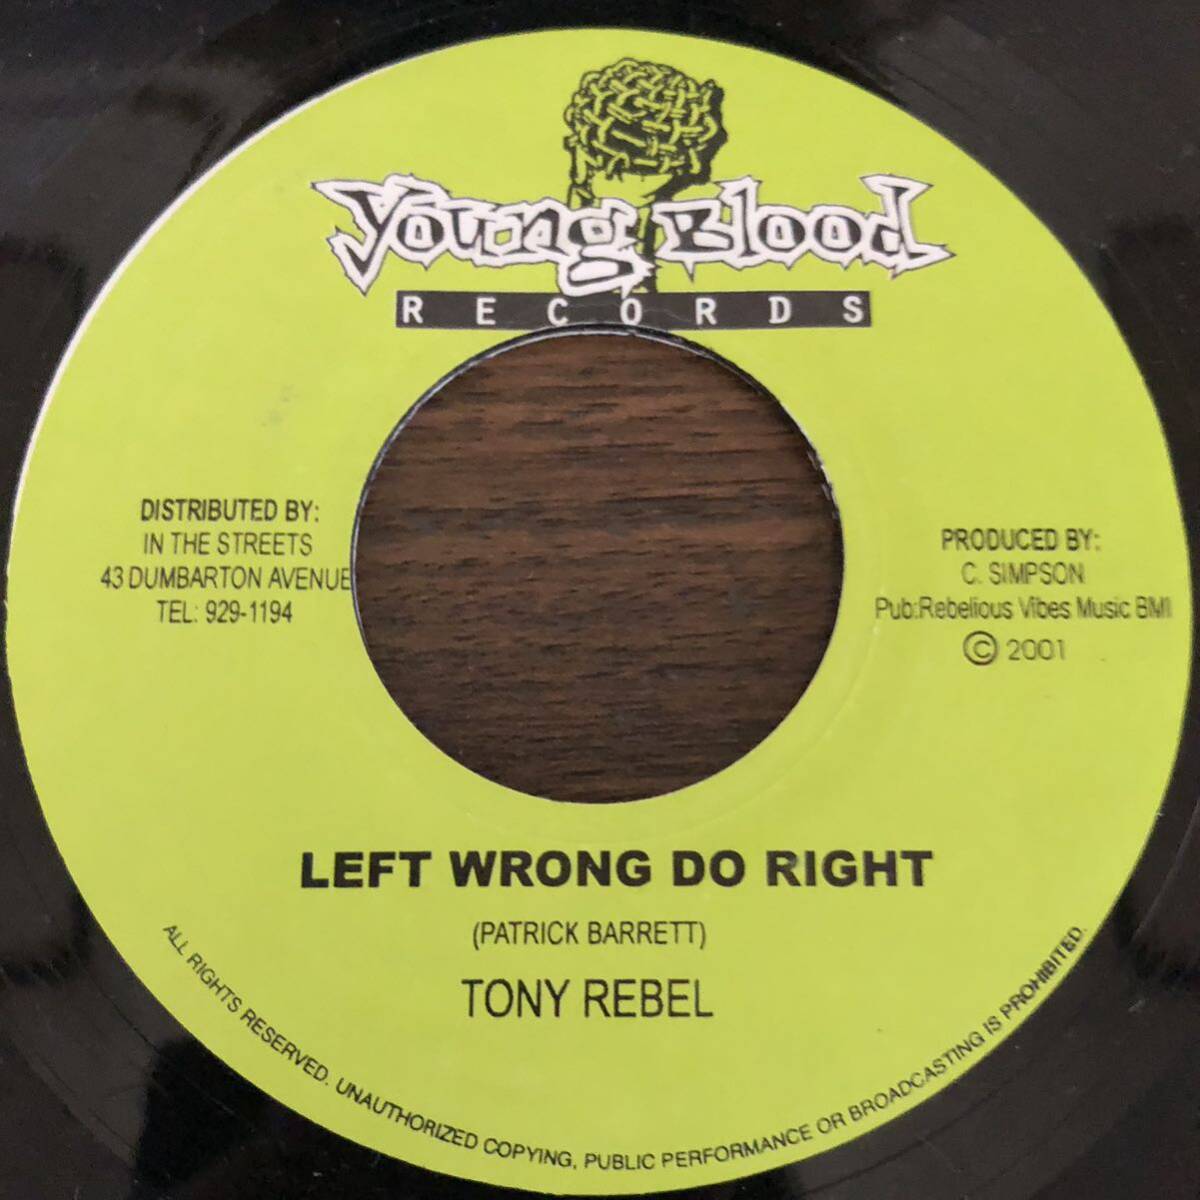 Young Blood
RECORDS
DISTRIBUTED BY:
IN THE STREETS
43 DUMBARTON AVENUE
TEL: 929-1194
PRODUCED BY:
C. SIMPSON
Pub:Rebelious Vibes Music BMI
© 2001
LEFT WRONG DO RIGHT
(PATRICK BARRETT)
TONY REBEL
ALL RIGHTS RESERVED. UNAUTHORIZED COPYING, PUBLIC PERFORMANCE OR BROADCASTING IS PROHIBITED.